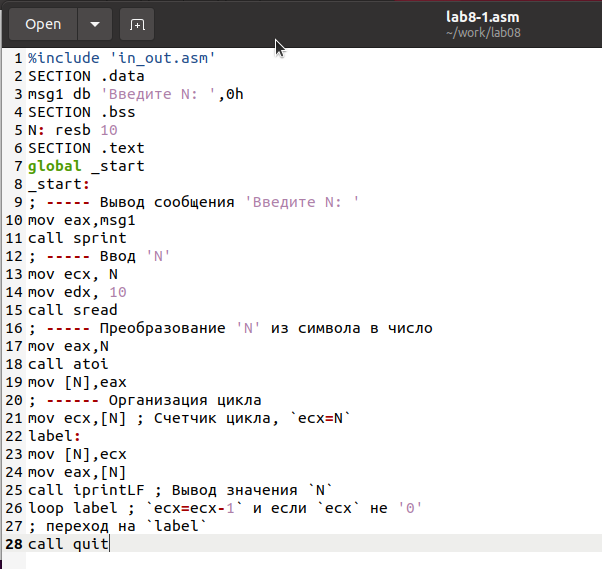 Open
lab8-1.asm
~/work/lab08
1 %include 'in_out.asm'
2 SECTION .data
3 msg1 db 'Введите N: ',0h
4 SECTION .bss
5 N: resb 10
6 SECTION .text
7 global _start
8 _start:
9 ; ----- Вывод сообщения 'Введите N: '
10 mov eax,msg1
11 call sprint
12 ; ----- Ввод 'N'
13 mov ecx, N
14 mov edx, 10
15 call sread
16 ; ----- Преобразование 'N' из символа в число
17 mov eax,N
18 call atoi
19 mov [N],eax
20 ; ------ Организация цикла
21 mov ecx,[N] ; Счетчик цикла, `ecx=N`
22 label:
23 mov [N],ecx
24 mov eax,[N]
25 call iprintLF ; Вывод значения `N`
26 loop label ; `ecx=ecx-1` и если `ecx` не '0'
27 ; переход на `label`
28 call quit